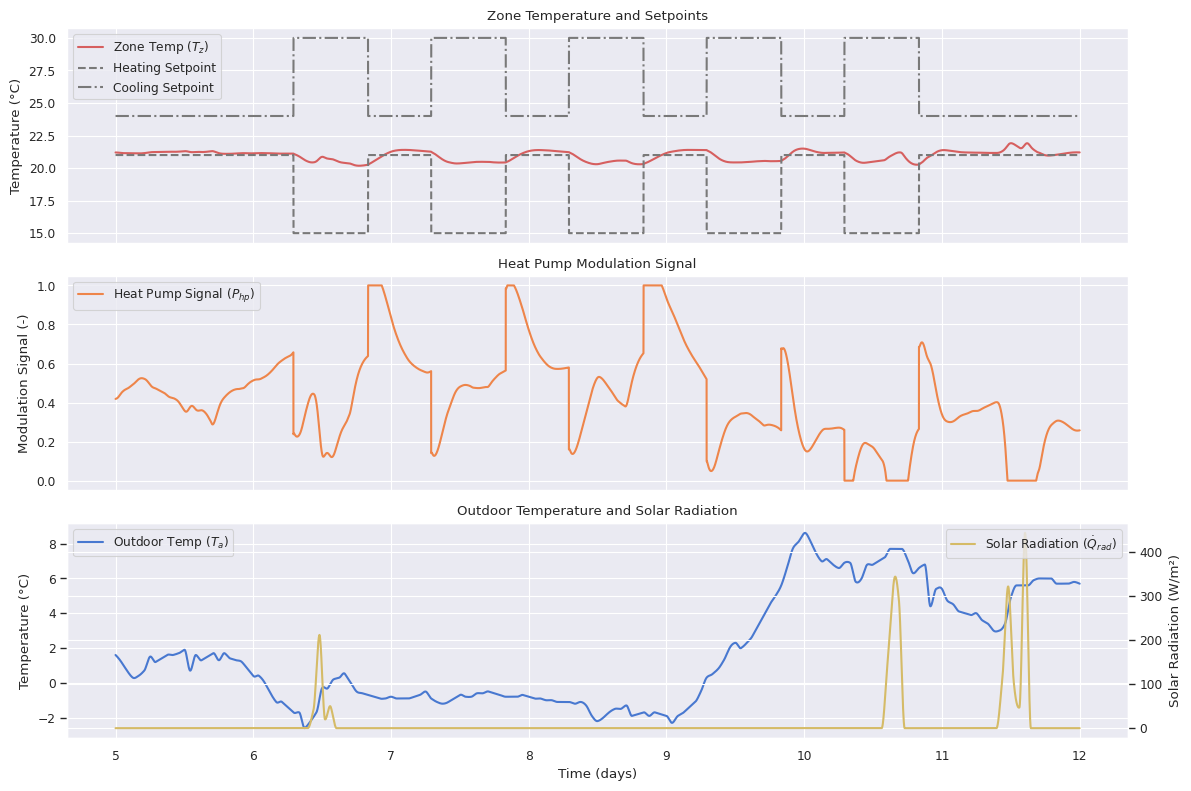 Zone Temperature and Setpoints
30.0
27.5
25.0
22.5
20.0
17.5
15.0
Temperature (°C)
Zone Temp (T_z)
Heating Setpoint
Cooling Setpoint
Heat Pump Modulation Signal
1.0
0.8
0.6
0.4
0.2
0.0
Modulation Signal (-)
Heat Pump Signal (P_hp)
Outdoor Temperature and Solar Radiation
8
6
4
2
0
−2
Temperature (°C)
Outdoor Temp (T_a)
Solar Radiation (Q̇_rad)
400
300
200
100
0
Solar Radiation (W/m²)
5 6 7 8 9 10 11 12
Time (days)